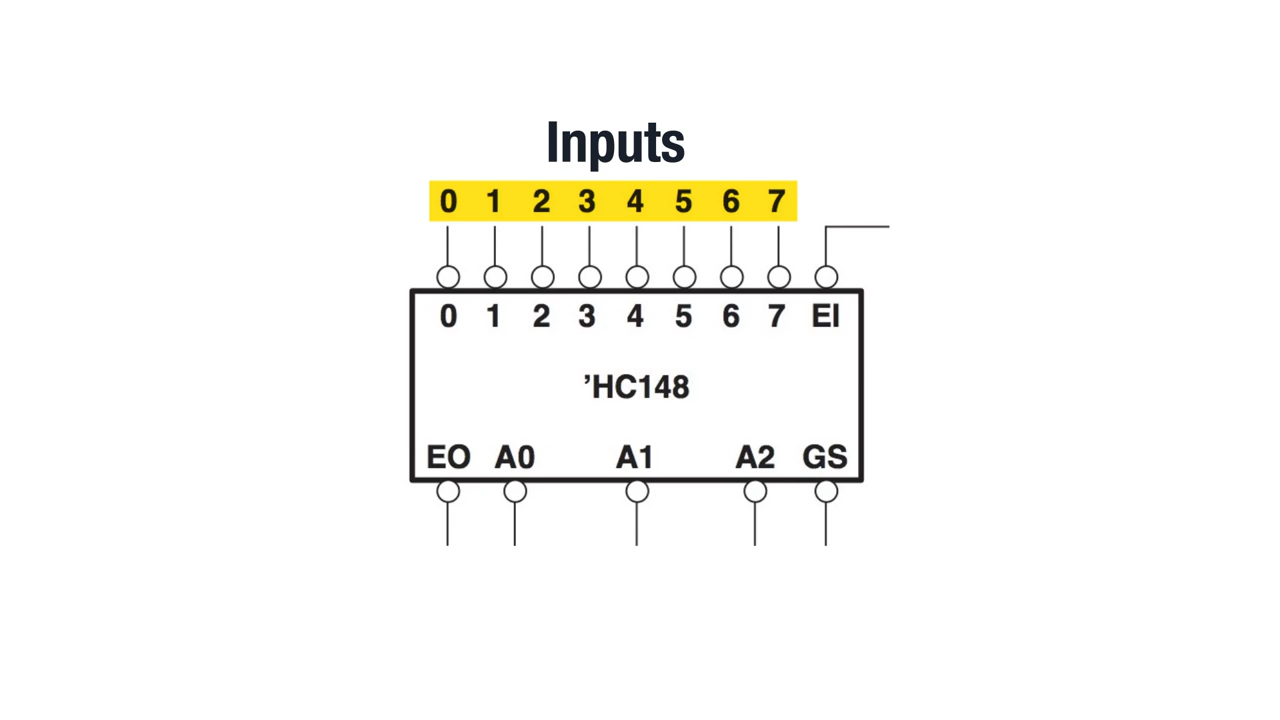 Inputs
0 1 2 3 4 5 6 7
0 1 2 3 4 5 6 7 EI
’HC148
EO A0 A1 A2 GS